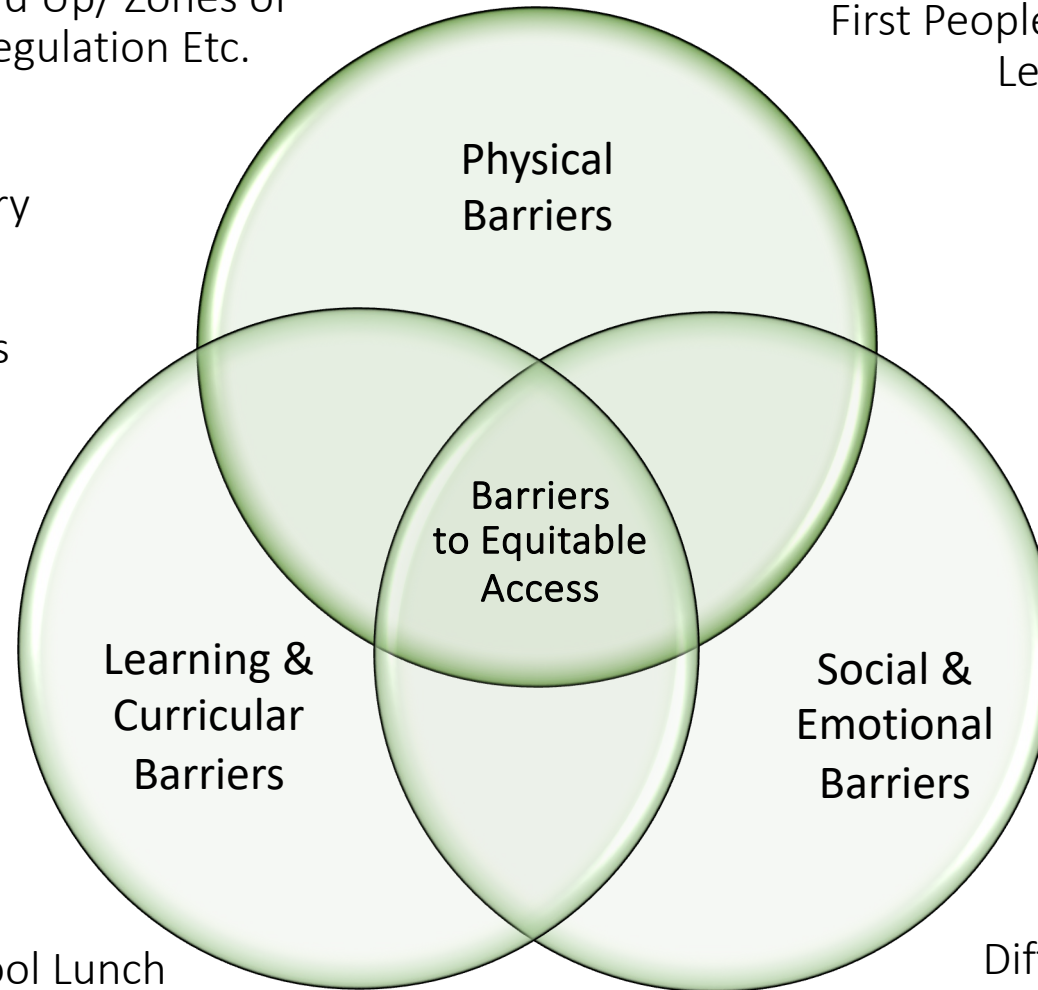 Up/ Zones of
First People
egulation Etc.
Le
Physical
Barriers
ry
s
Barriers
to Equitable
Access
Learning &
Curricular
Barriers
Social &
Emotional
Barriers
ool Lunch
Diff